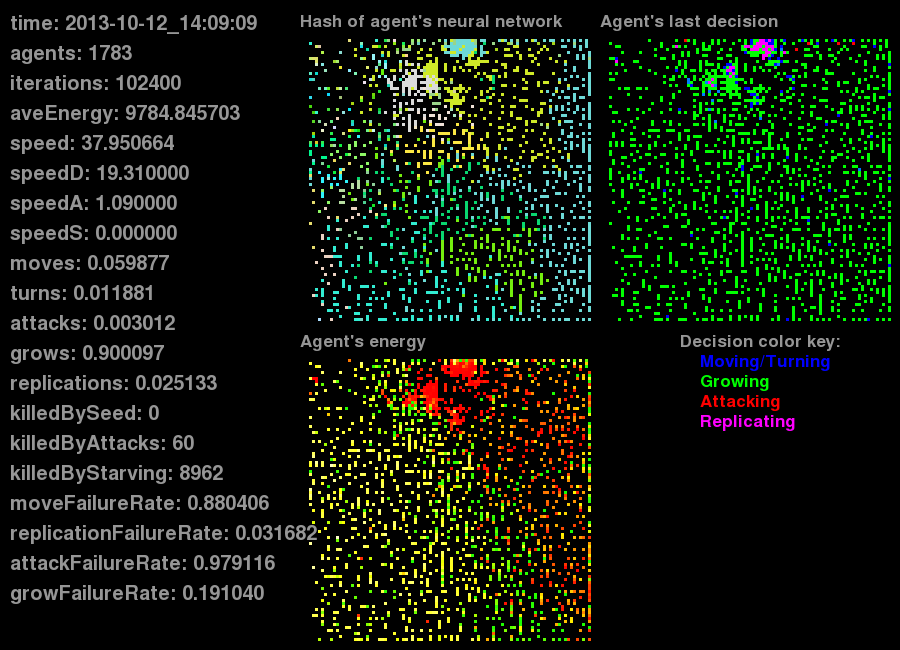 time: 2013-10-12_14:09:09
agents: 1783
iterations: 102400
aveEnergy: 9784.845703
speed: 37.950664
speedD: 19.310000
speedA: 1.090000
speedS: 0.000000
moves: 0.059877
turns: 0.011881
attacks: 0.003012
grows: 0.900097
replications: 0.025133
killedBySeed: 0
killedByAttacks: 60
killedByStarving: 8962
moveFailureRate: 0.880406
replicationFailureRate: 0.031682
attackFailureRate: 0.979116
growFailureRate: 0.191040
Hash of agent's neural network
Agent's last decision
Agent's energy
Decision color key:
Moving/Turning
Growing
Attacking
Replicating